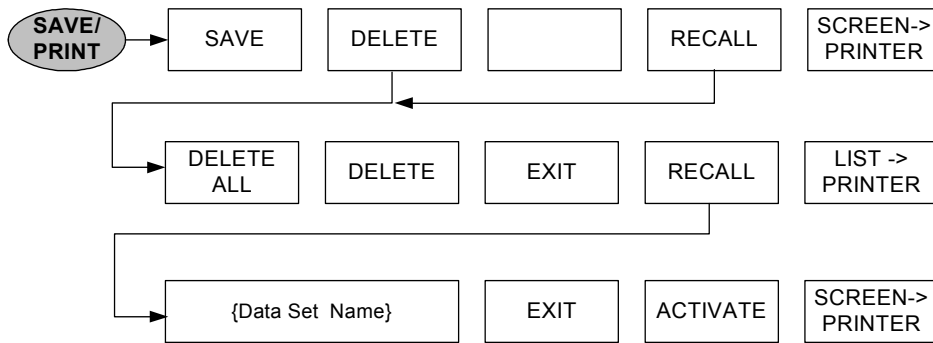 SAVE/
PRINT
SAVE
DELETE
RECALL
SCREEN->
PRINTER
DELETE
ALL
DELETE
EXIT
RECALL
LIST ->
PRINTER
{Data Set Name}
EXIT
ACTIVATE
SCREEN->
PRINTER